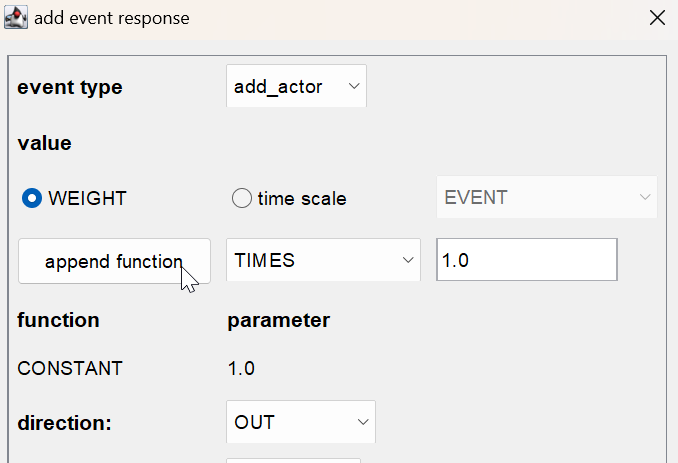 add event response
event type add_actor
value
WEIGHT time scale EVENT
append function TIMES 1.0
function parameter
CONSTANT 1.0
direction: OUT